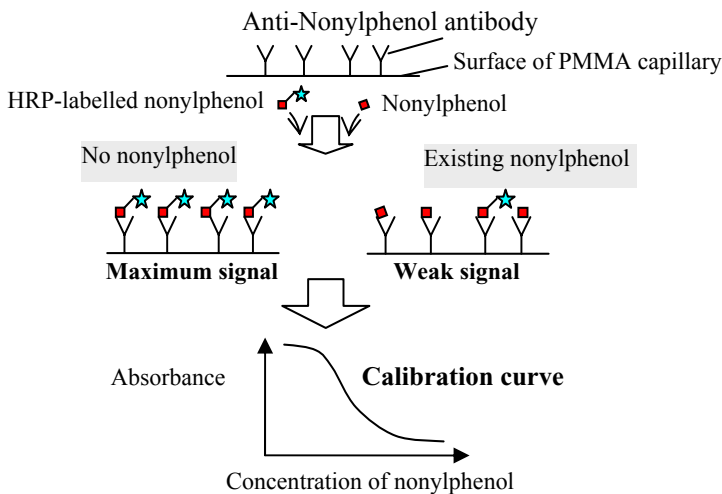 Anti-Nonylphenol antibody
Surface of PMMA capillary
HRP-labelled nonylphenol
Nonylphenol
No nonylphenol
Existing nonylphenol
Maximum signal
Weak signal
Absorbance
Calibration curve
Concentration of nonylphenol